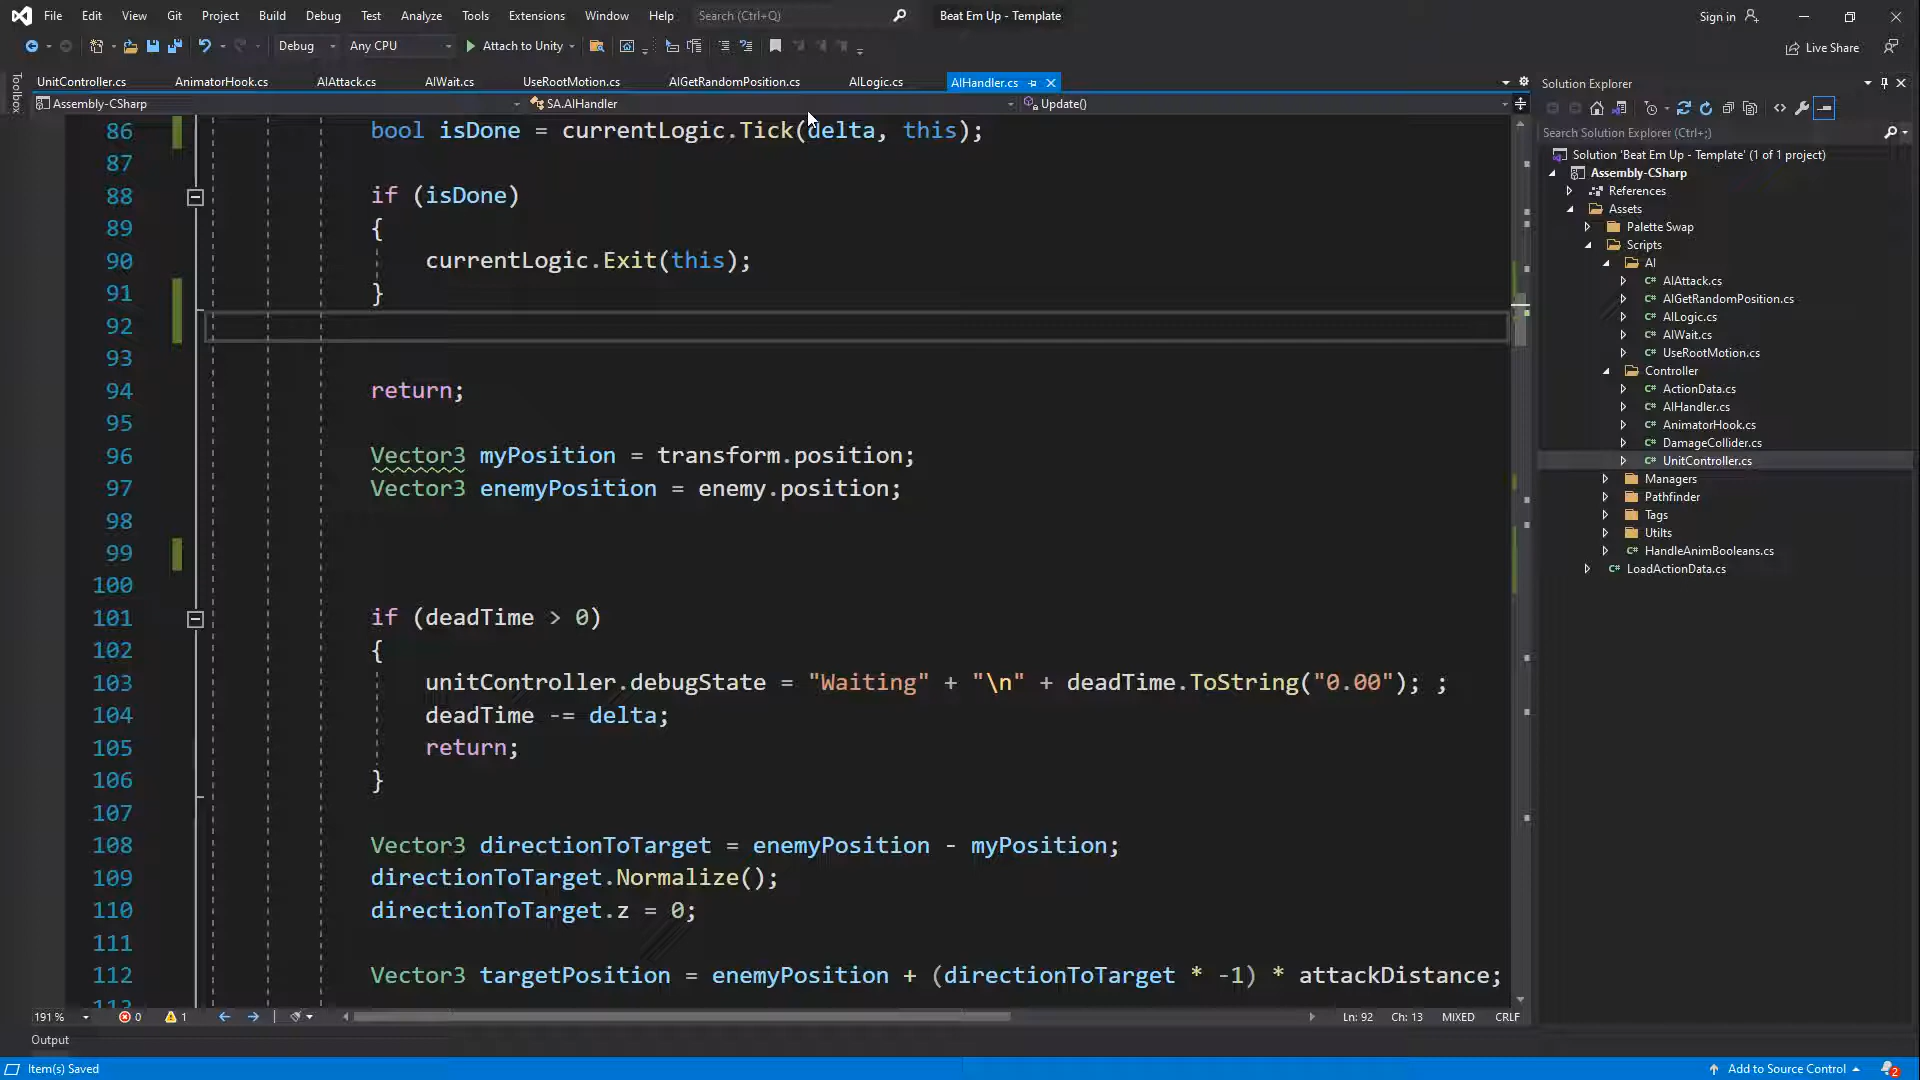 File Edit View Git Project Build Debug Test Analyze Tools Extensions Window Help Search (Ctrl+Q) Beat Em Up - Template Sign in
Debug Any CPU Attach to Unity Live Share
Toolbox
UnitController.cs AnimatorHook.cs AIAttack.cs AIWait.cs UseRootMotion.cs AIGetRandomPosition.cs AILogic.cs AIHandler.cs
Assembly-CSharp SA.AIHandler Update()
86 bool isDone = currentLogic.Tick(delta, this);
87
88 if (isDone)
89 {
90 currentLogic.Exit(this);
91 }
92
93
94 return;
95
96 Vector3 myPosition = transform.position;
97 Vector3 enemyPosition = enemy.position;
98
99
100
101 if (deadTime > 0)
102 {
103 unitController.debugState = "Waiting" + "\n" + deadTime.ToString("0.00"); ;
104 deadTime -= delta;
105 return;
106 }
107
108 Vector3 directionToTarget = enemyPosition - myPosition;
109 directionToTarget.Normalize();
110 directionToTarget.z = 0;
111
112 Vector3 targetPosition = enemyPosition + (directionToTarget * -1) * attackDistance;
113
191 % 0 1 Ln: 92 Ch: 13 MIXED CRLF
Output
Item(s) Saved Add to Source Control 2
Solution Explorer
Search Solution Explorer (Ctrl+;)
Solution 'Beat Em Up - Template' (1 of 1 project)
Assembly-CSharp
References
Assets
Palette Swap
Scripts
AI
C# AIAttack.cs
C# AIGetRandomPosition.cs
C# AILogic.cs
C# AIWait.cs
C# UseRootMotion.cs
Controller
C# ActionData.cs
C# AIHandler.cs
C# AnimatorHook.cs
C# DamageCollider.cs
C# UnitController.cs
Managers
Pathfinder
Tags
Utilts
C# HandleAnimBooleans.cs
C# LoadActionData.cs